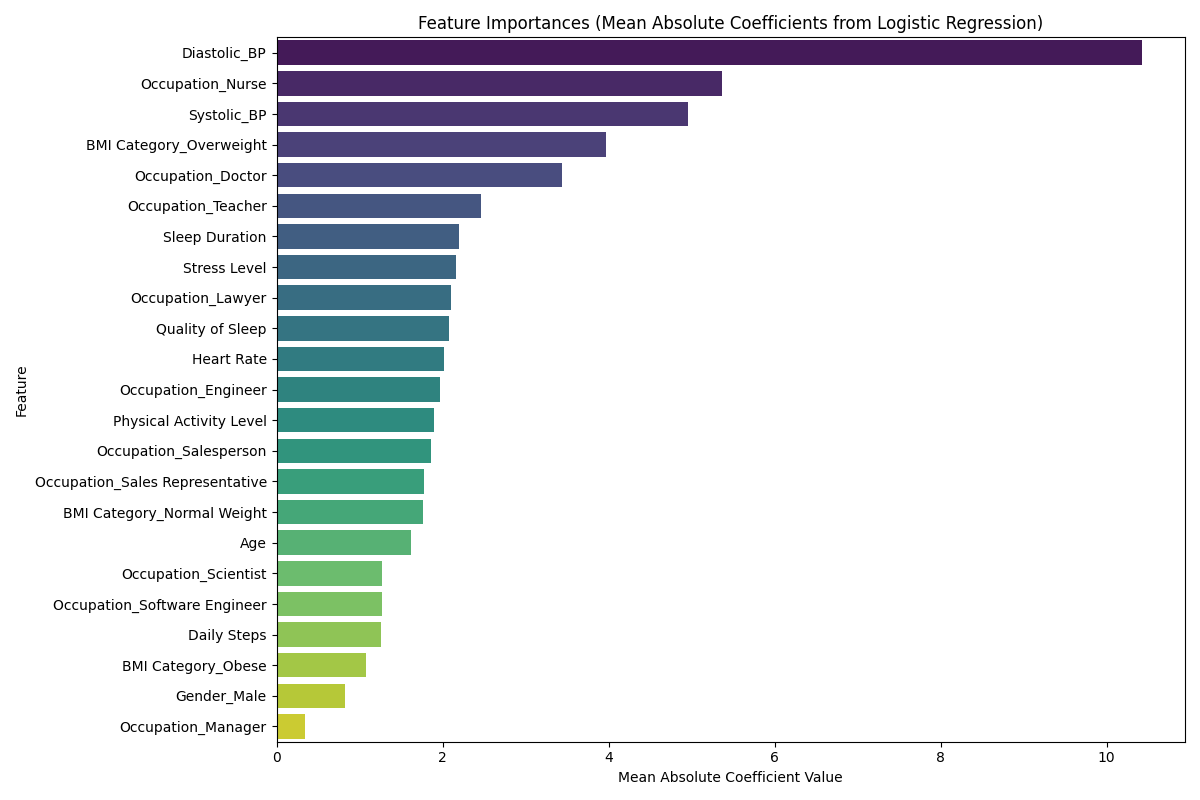 Feature Importances (Mean Absolute Coefficients from Logistic Regression)
Diastolic_BP
Occupation_Nurse
Systolic_BP
BMI Category_Overweight
Occupation_Doctor
Occupation_Teacher
Sleep Duration
Stress Level
Occupation_Lawyer
Quality of Sleep
Heart Rate
Occupation_Engineer
Physical Activity Level
Occupation_Salesperson
Occupation_Sales Representative
BMI Category_Normal Weight
Age
Occupation_Scientist
Occupation_Software Engineer
Daily Steps
BMI Category_Obese
Gender_Male
Occupation_Manager
Feature
0 2 4 6 8 10
Mean Absolute Coefficient Value